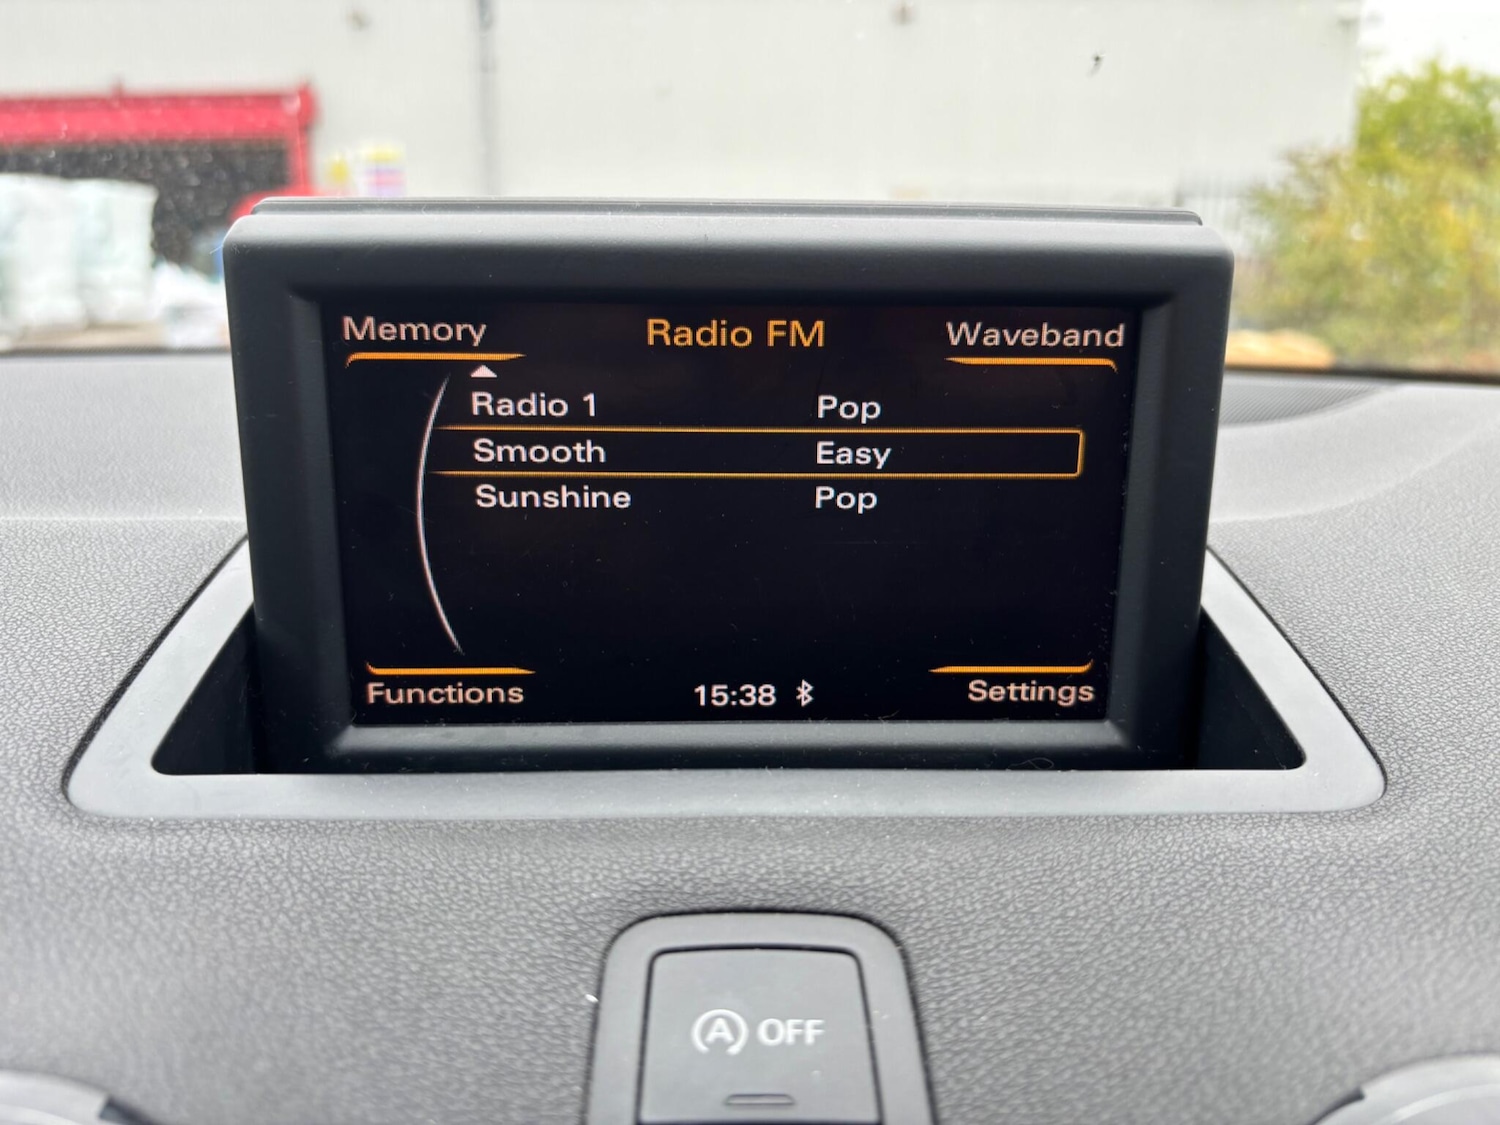 Memory Radio FM Waveband
Radio 1 Pop
Smooth Easy
Sunshine Pop
Functions 15:38 Settings
A OFF